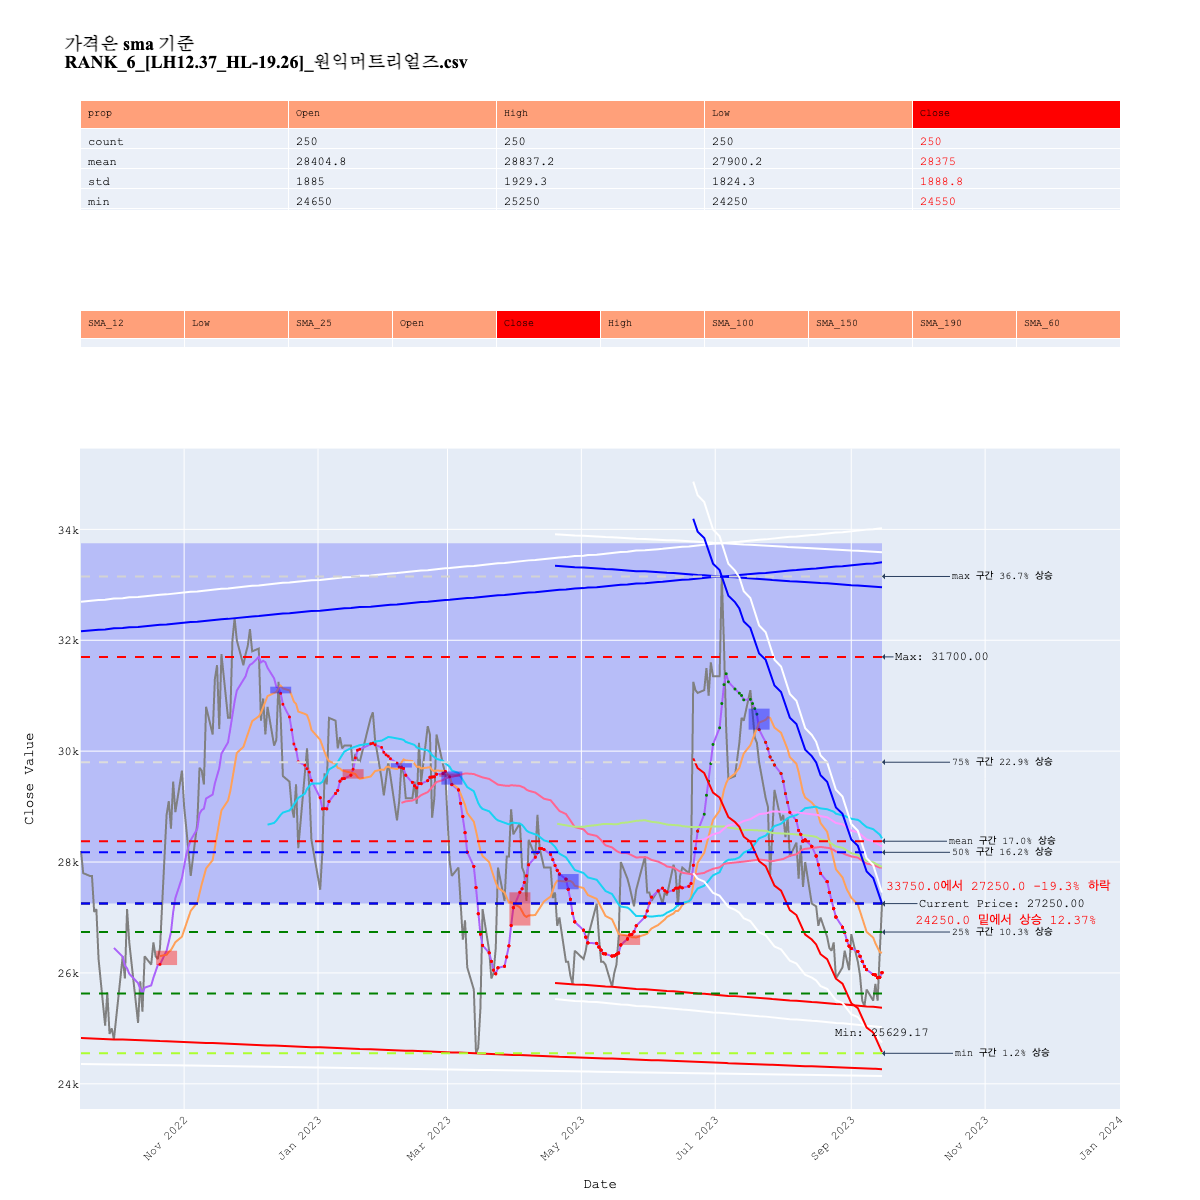 가격은 sma 기준
RANK_6_[LH12.37_HL-19.26]_원익머트리얼즈.csv
prop Open High Low Close
count 250 250 250 250
mean 28404.8 28837.2 27900.2 28375
std 1885 1929.3 1824.3 1888.8
min 24650 25250 24250 24550
SMA_12 Low SMA_25 Open Close High SMA_100 SMA_150 SMA_190 SMA_60
34k
max 구간 36.7% 상승
32k
Max: 31700.00
30k
75% 구간 22.9% 상승
mean 구간 17.0% 상승
50% 구간 16.2% 상승
28k
33750.0에서 27250.0 -19.3% 하락
Current Price: 27250.00
24250.0 밑에서 상승 12.37%
25% 구간 10.3% 상승
26k
Min: 25629.17
min 구간 1.2% 상승
24k
Close Value
Nov 2022 Jan 2023 Mar 2023 May 2023 Jul 2023 Sep 2023 Nov 2023 Jan 2024
Date